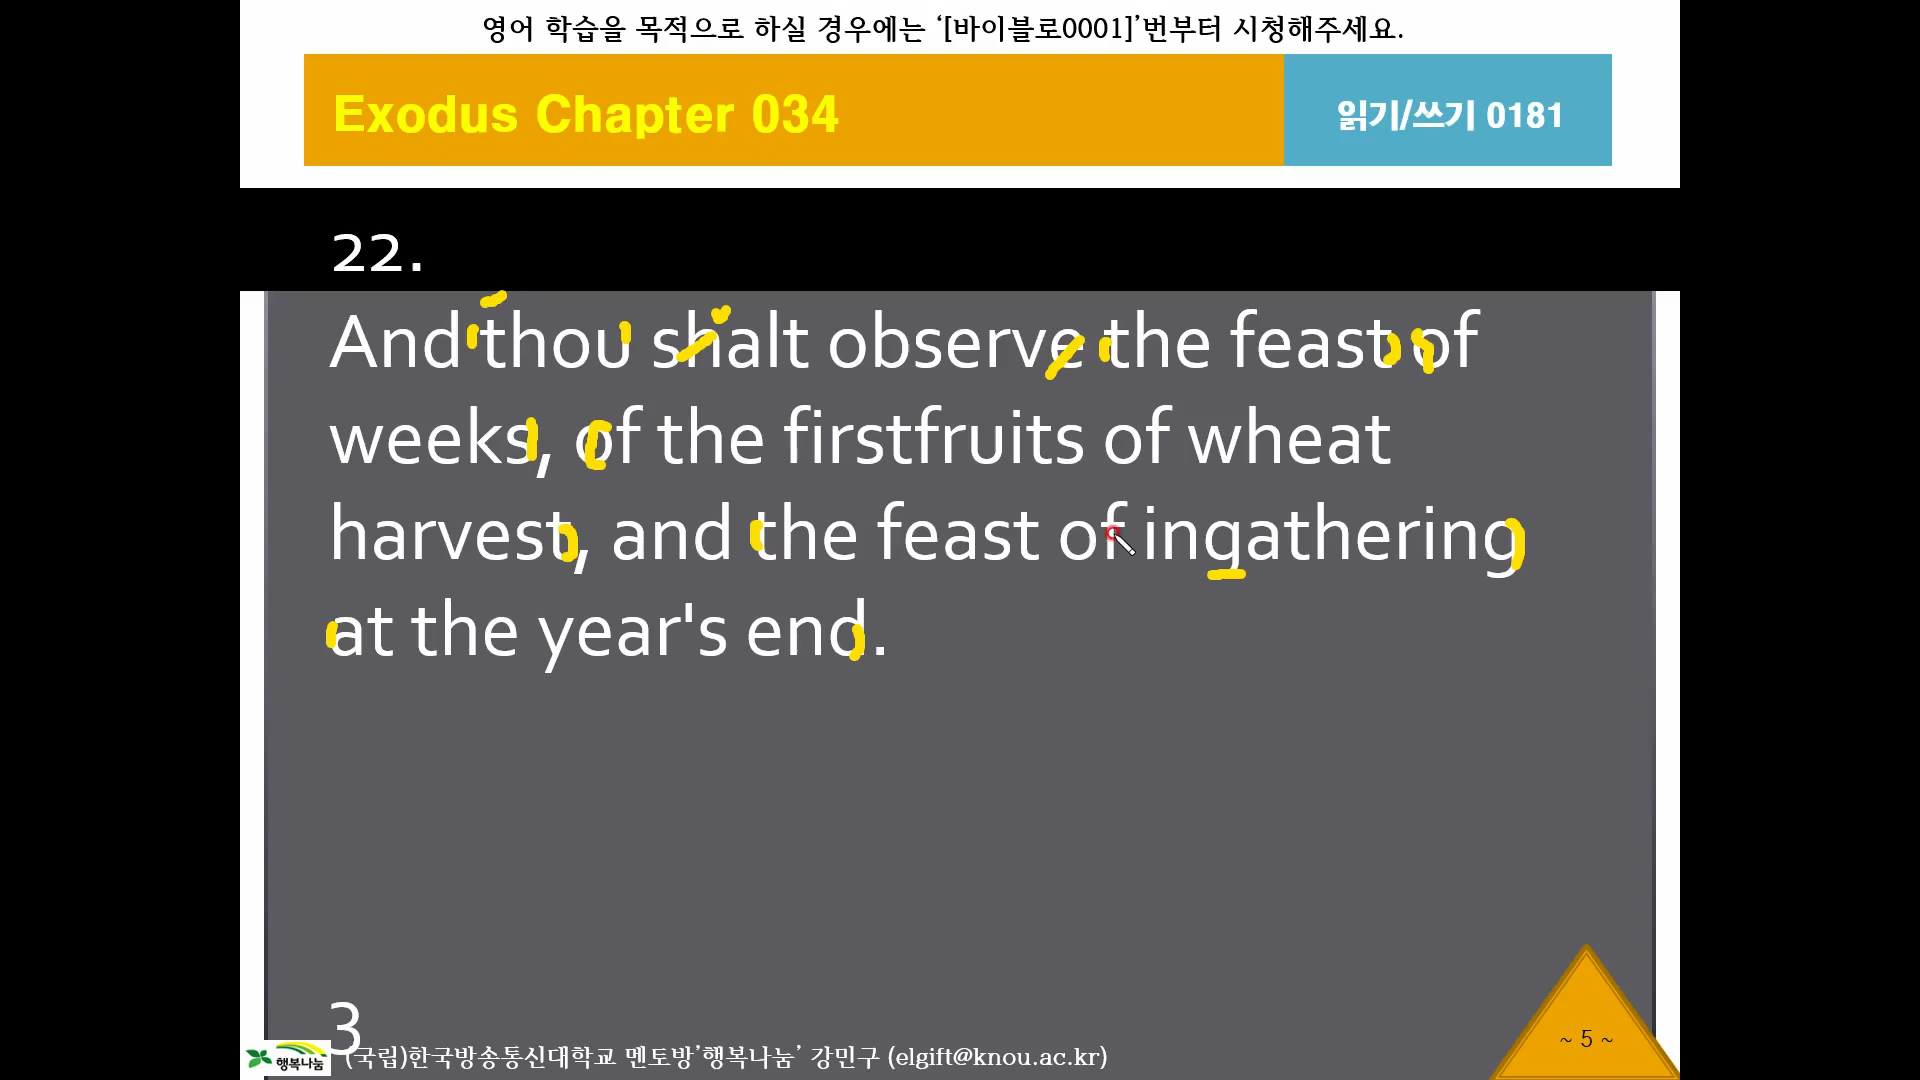 영어 학습을 목적으로 하실 경우에는 ‘[바이블로0001]’번부터 시청해주세요.
Exodus Chapter 034
읽기/쓰기 0181
22.
And thou shalt observe the feast of
weeks, of the firstfruits of wheat
harvest, and the feast of ingathering
at the year's end.
3
행복나눔
(국립)한국방송통신대학교 멘토방’행복나눔’ 강민구 (elgift@knou.ac.kr)
~ 5 ~